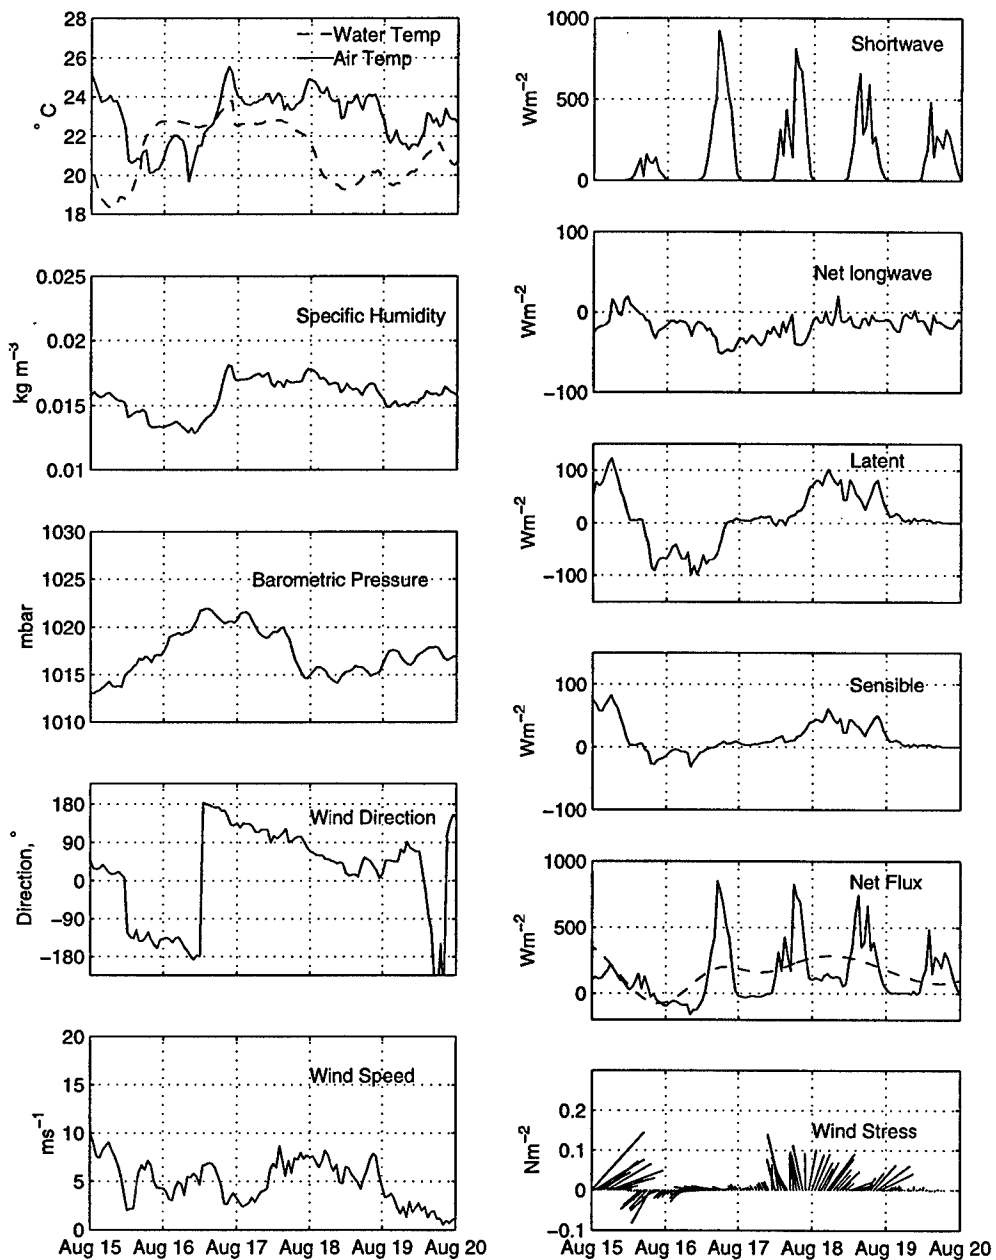 28
26
24
22
20
18
° C
Water Temp
Air Temp
0.025
0.02
0.015
0.01
kg m−3
Specific Humidity
1030
1025
1020
1015
1010
mbar
Barometric Pressure
180
90
0
−90
−180
Direction,°
Wind Direction
20
15
10
5
0
ms−1
Wind Speed
Aug 15 Aug 16 Aug 17 Aug 18 Aug 19 Aug 20
1000
500
0
Wm−2
Shortwave
100
0
−100
Wm−2
Net longwave
100
0
−100
Wm−2
Latent
100
0
−100
Wm−2
Sensible
1000
500
0
Wm−2
Net Flux
0.2
0.1
0
−0.1
Nm−2
Wind Stress
Aug 15 Aug 16 Aug 17 Aug 18 Aug 19 Aug 20